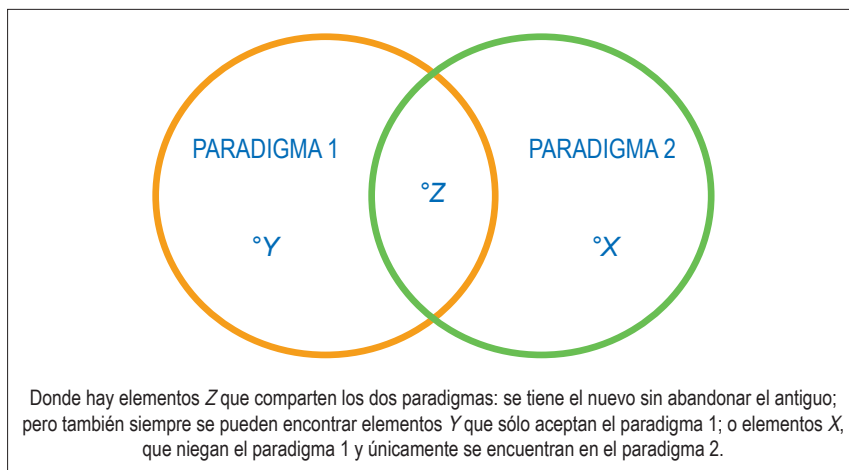 PARADIGMA 1 PARADIGMA 2
°Z
°Y °X
Donde hay elementos Z que comparten los dos paradigmas: se tiene el nuevo sin abandonar el antiguo;
pero también siempre se pueden encontrar elementos Y que sólo aceptan el paradigma 1; o elementos X,
que niegan el paradigma 1 y únicamente se encuentran en el paradigma 2.